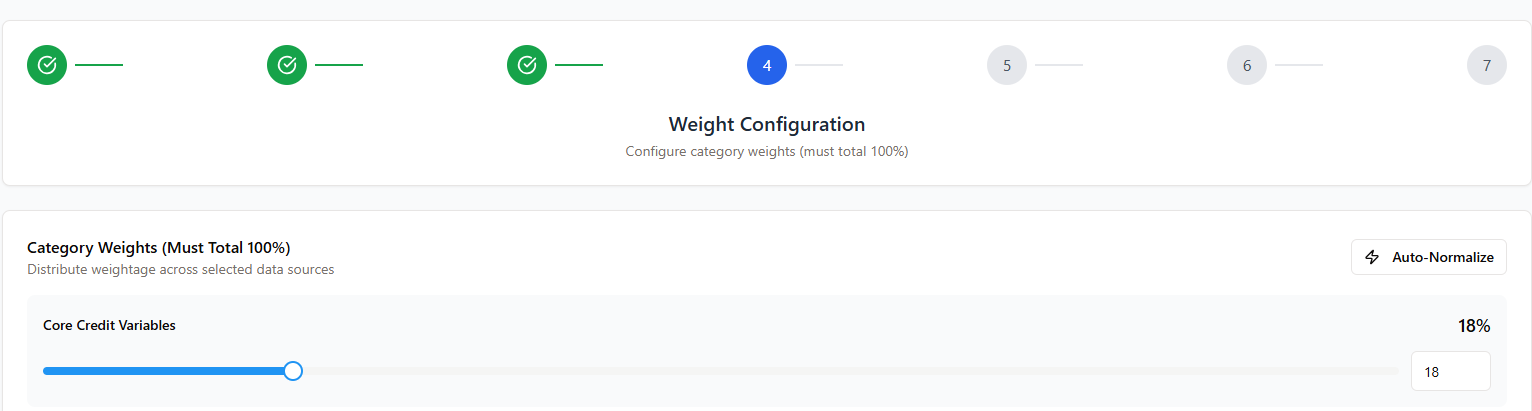 4 5 6 7
Weight Configuration
Configure category weights (must total 100%)
Category Weights (Must Total 100%)
Distribute weightage across selected data sources
Auto-Normalize
Core Credit Variables
18%
18